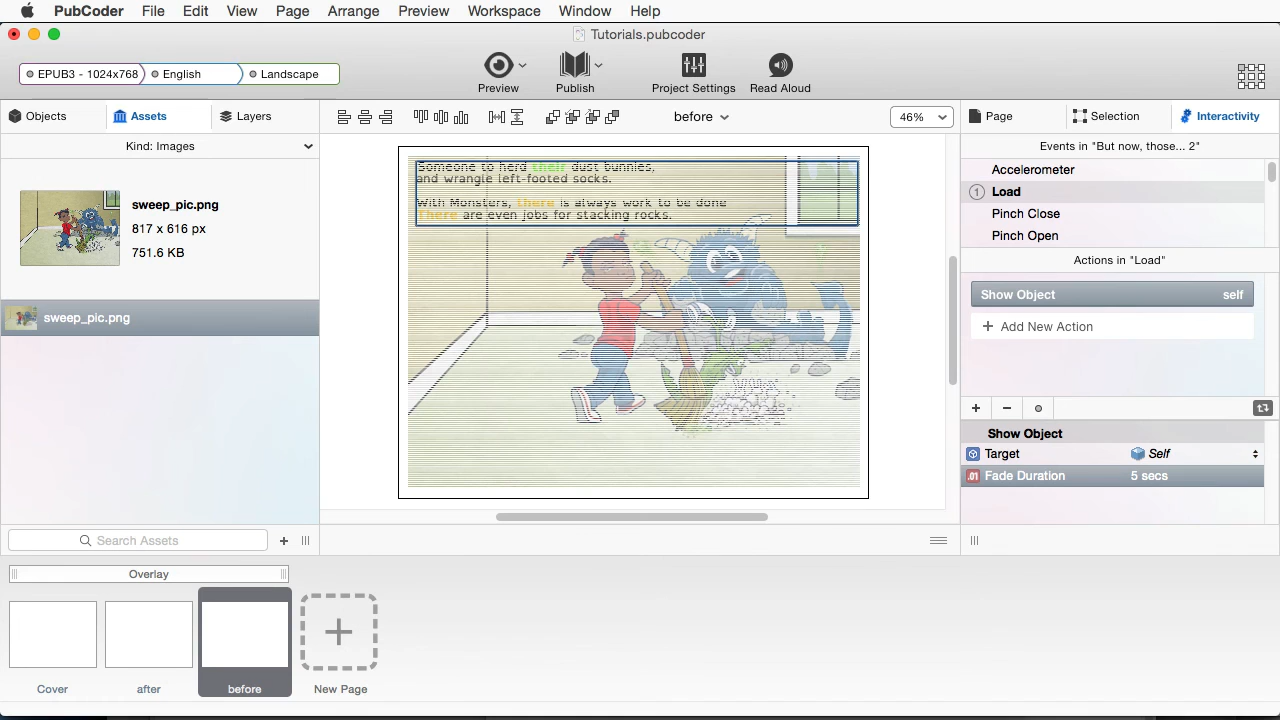 PubCoder File Edit View Page Arrange Preview Workspace Window Help
Tutorials.pubcoder
EPUB3 - 1024x768 English Landscape
Preview Publish Project Settings Read Aloud
Objects Assets Layers
before 46%
Page Selection Interactivity
Kind: Images
sweep_pic.png
817 x 616 px
751.6 KB
sweep_pic.png
Someone to herd their dust bunnies,
and wrangle left-footed socks.
With Monsters, there is always work to be done
There are even jobs for stacking rocks.
Events in "But now, those... 2"
Accelerometer
1 Load
Pinch Close
Pinch Open
Actions in "Load"
Show Object self
+ Add New Action
Show Object
Target Self
.01 Fade Duration 5 secs
Search Assets
Overlay
Cover after before New Page